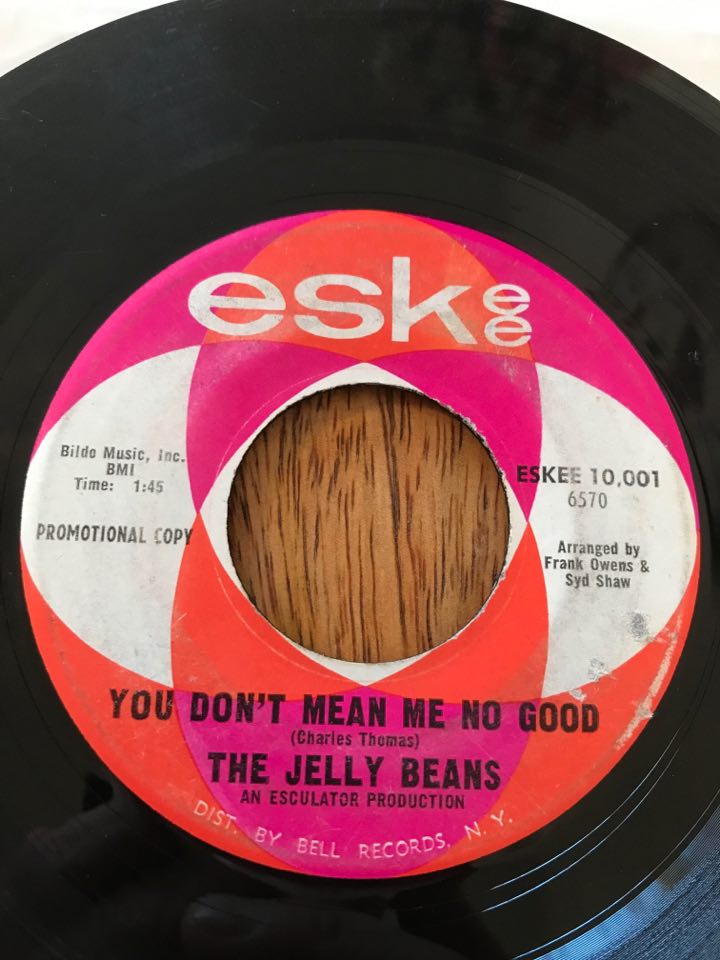 eskee
Bildo Music, Inc.
BMI
Time: 1:45
PROMOTIONAL COPY
ESKEE 10,001
6570
Arranged by
Frank Owens &
Syd Shaw
YOU DON'T MEAN ME NO GOOD
(Charles Thomas)
THE JELLY BEANS
AN ESCULATOR PRODUCTION
DIST. BY BELL RECORDS, N. Y.